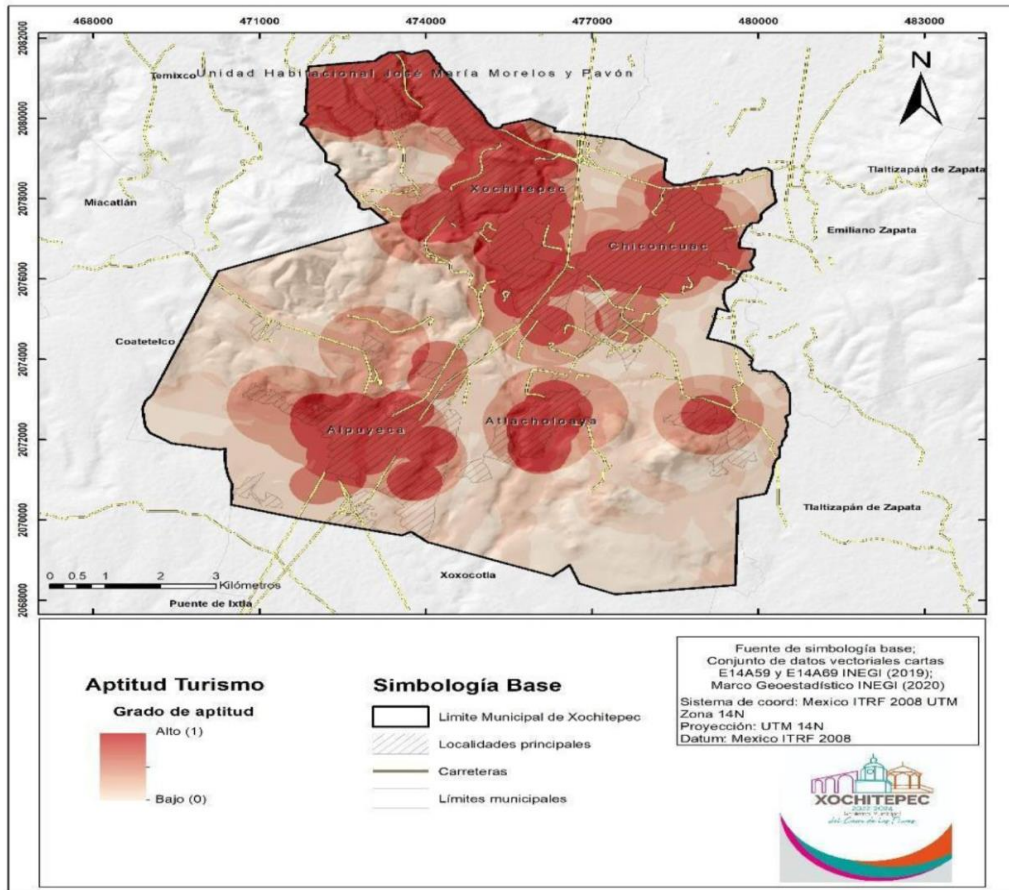 468000 471000 474000 477000 480000 483000
2082000
2080000
2078000
2076000
2074000
2072000
2070000
2068000
N
Temixco
Unidad Habitacional José María Morelos y Pavón
Tlaltizapán de Zapata
Xochitepec
Miacatlán
Emiliano Zapata
Chiconcuac
Coatetelco
Alpuyeca
Atlacholoaya
Tlaltizapán de Zapata
Xoxocotla
0 0.5 1 2 3
Kilómetros
Puente de Ixtla
Aptitud Turismo
Grado de aptitud
Alto (1)
Bajo (0)
Simbología Base
Limite Municipal de Xochitepec
Localidades principales
Carreteras
Límites municipales
Fuente de simbología base;
Conjunto de datos vectoriales cartas
E14A59 y E14A69 INEGI (2019);
Marco Geoestadístico INEGI (2020)
Sistema de coord: Mexico ITRF 2008 UTM
Zona 14N
Proyección: UTM 14N
Datum: Mexico ITRF 2008
XOCHITEPEC